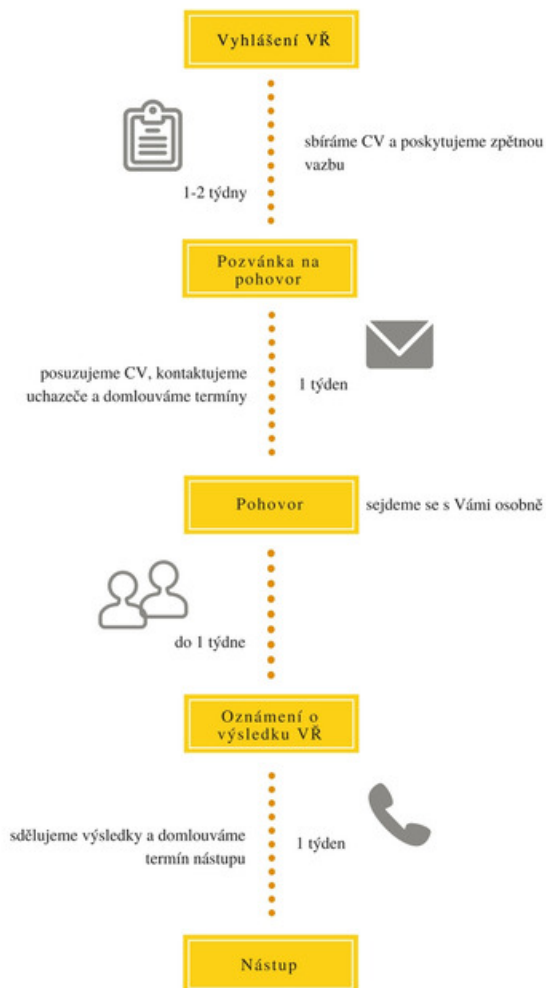 Vyhlášení VŘ
sbíráme CV a poskytujeme zpětnou
vazbu
1-2 týdny
Pozvánka na
pohovor
posuzujeme CV, kontaktujeme
uchazeče a domlouváme termíny
1 týden
Pohovor
sejdeme se s Vámi osobně
do 1 týdne
Oznámení o
výsledku VŘ
sdělujeme výsledky a domlouváme
termín nástupu
1 týden
Nástup